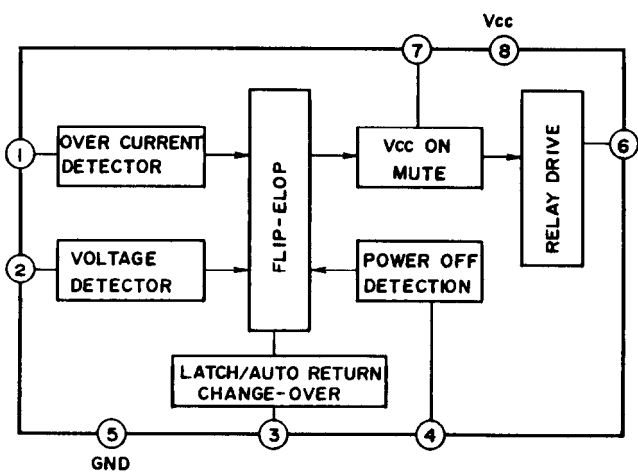 Vcc
7
8
1
OVER CURRENT
DETECTOR
FLIP-ELOP
Vcc ON
MUTE
RELAY DRIVE
6
2
VOLTAGE
DETECTOR
POWER OFF
DETECTION
LATCH/AUTO RETURN
CHANGE-OVER
5
3
4
GND